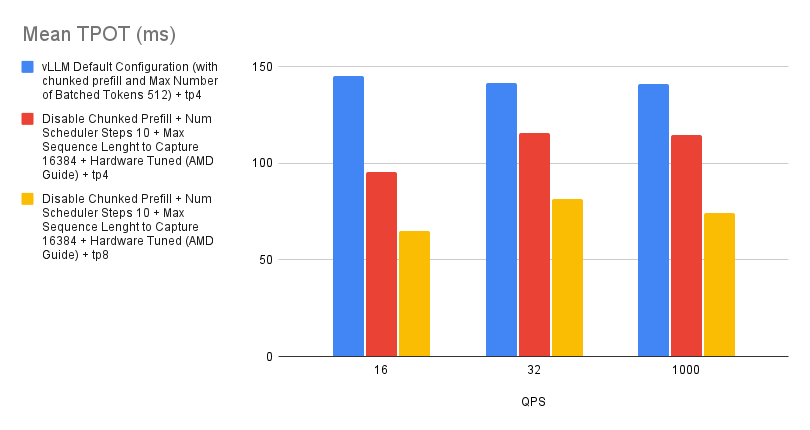 Mean TPOT (ms)
vLLM Default Configuration (with
chunked prefill and Max Number
of Batched Tokens 512) + tp4
Disable Chunked Prefill + Num
Scheduler Steps 10 + Max
Sequence Lenght to Capture
16384 + Hardware Tuned (AMD
Guide) + tp4
Disable Chunked Prefill + Num
Scheduler Steps 10 + Max
Sequence Lenght to Capture
16384 + Hardware Tuned (AMD
Guide) + tp8
150
100
50
0
16
32
1000
QPS